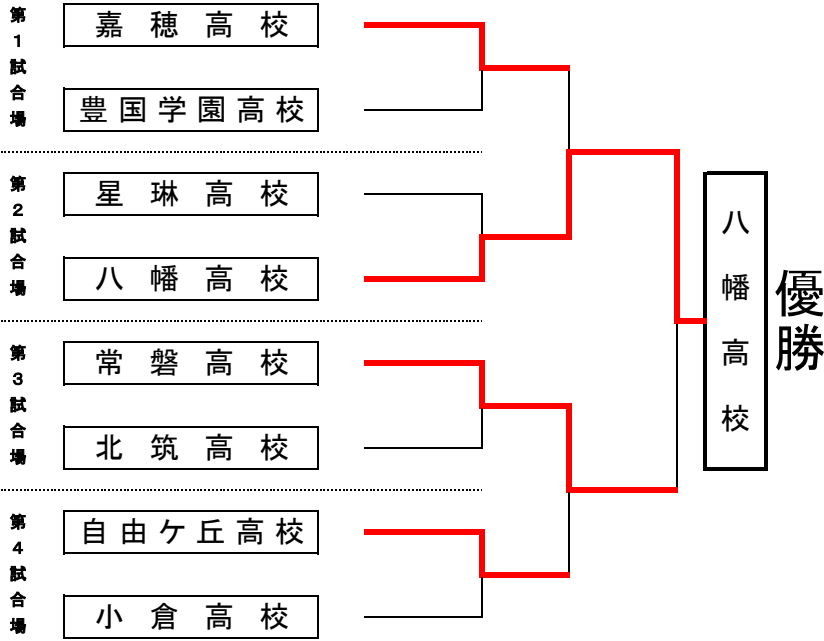 第1試合場
嘉穂高校
豊国学園高校
第2試合場
星琳高校
八幡高校
第3試合場
常磐高校
北筑高校
第4試合場
自由ケ丘高校
小倉高校
八幡高校
優勝